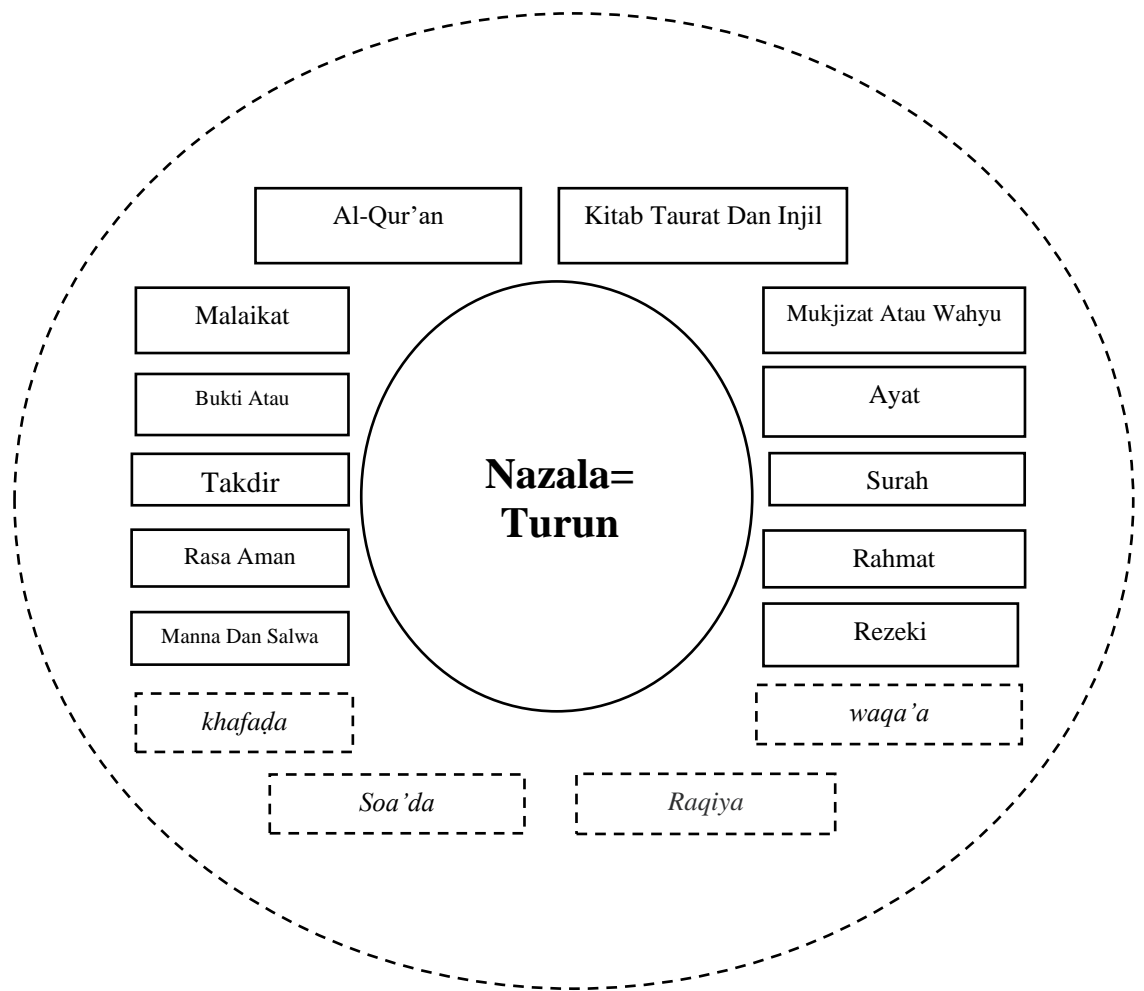 Al-Qur’an
Kitab Taurat Dan Injil
Malaikat
Mukjizat Atau Wahyu
Bukti Atau
Ayat
Nazala=
Turun
Takdir
Surah
Rasa Aman
Rahmat
Manna Dan Salwa
Rezeki
khafaḍa
waqa’a
Soa’da
Raqiya